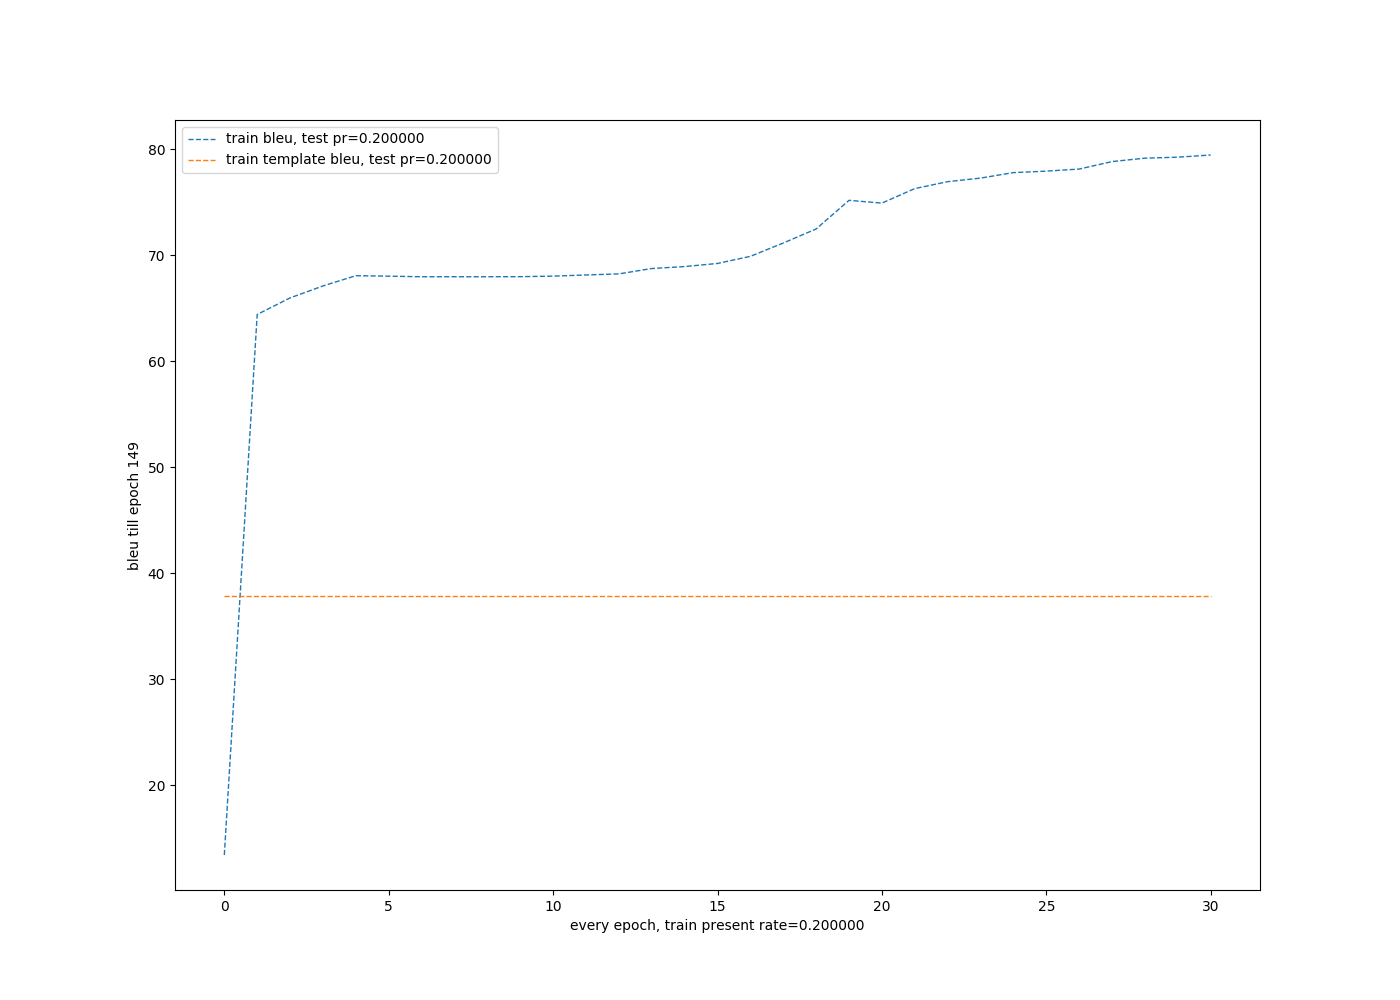 train bleu, test pr=0.200000
train template bleu, test pr=0.200000
80
70
60
50
40
30
20
bleu till epoch 149
0 5 10 15 20 25 30
every epoch, train present rate=0.200000